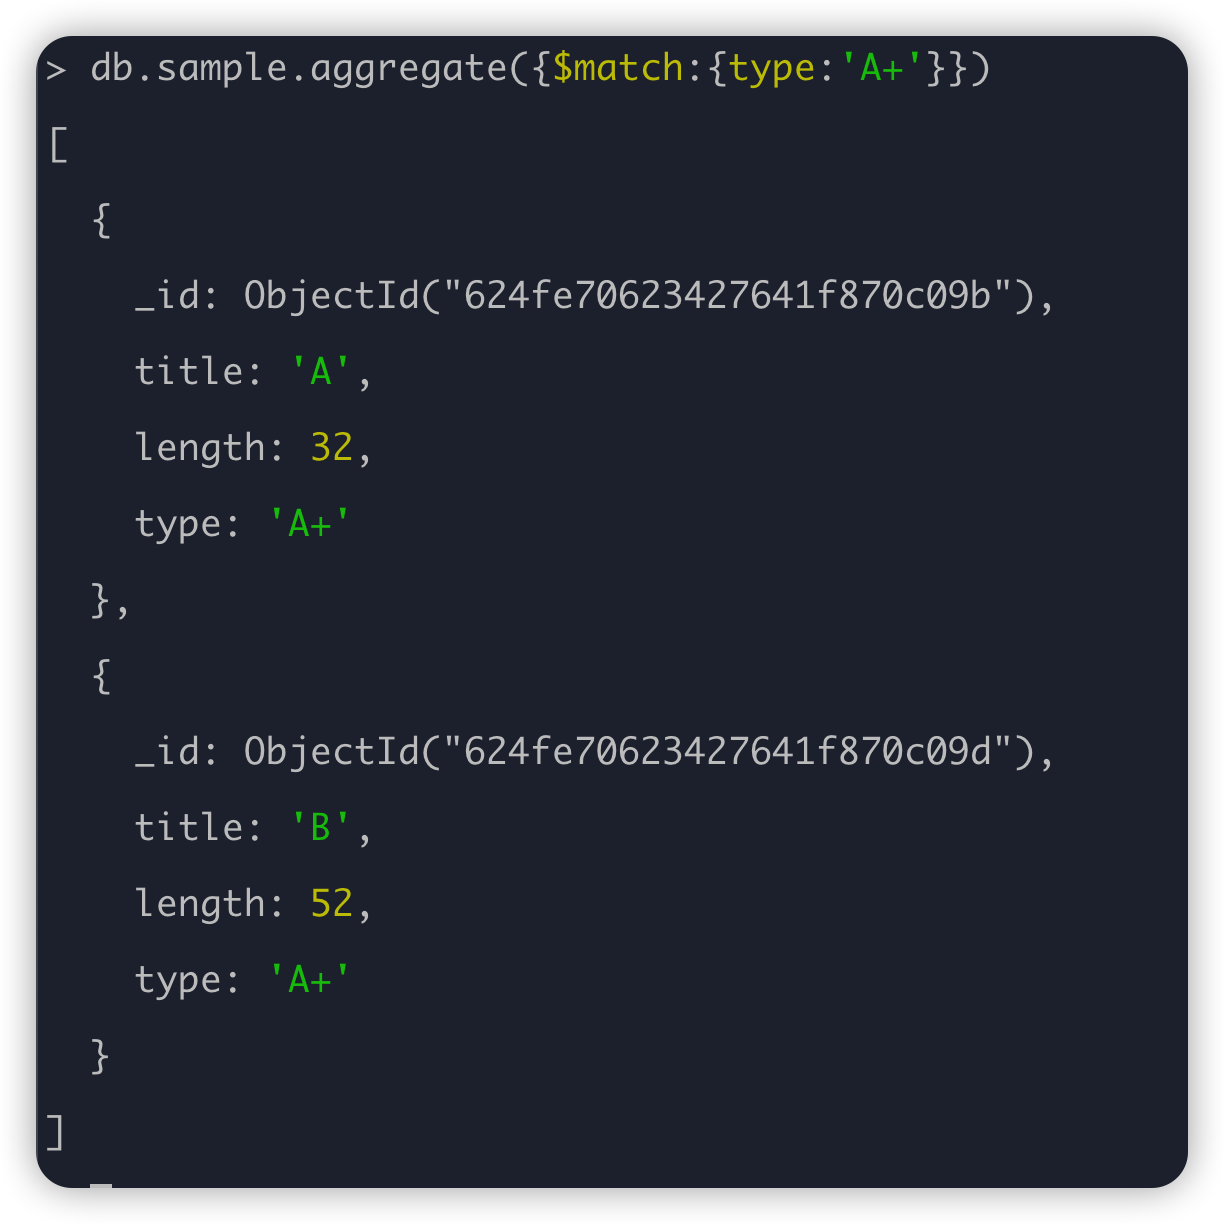 > db.sample.aggregate({$match:{type:'A+'}})
[
  {
    _id: ObjectId("624fe70623427641f870c09b"),
    title: 'A',
    length: 32,
    type: 'A+'
  },
  {
    _id: ObjectId("624fe70623427641f870c09d"),
    title: 'B',
    length: 52,
    type: 'A+'
  }
]